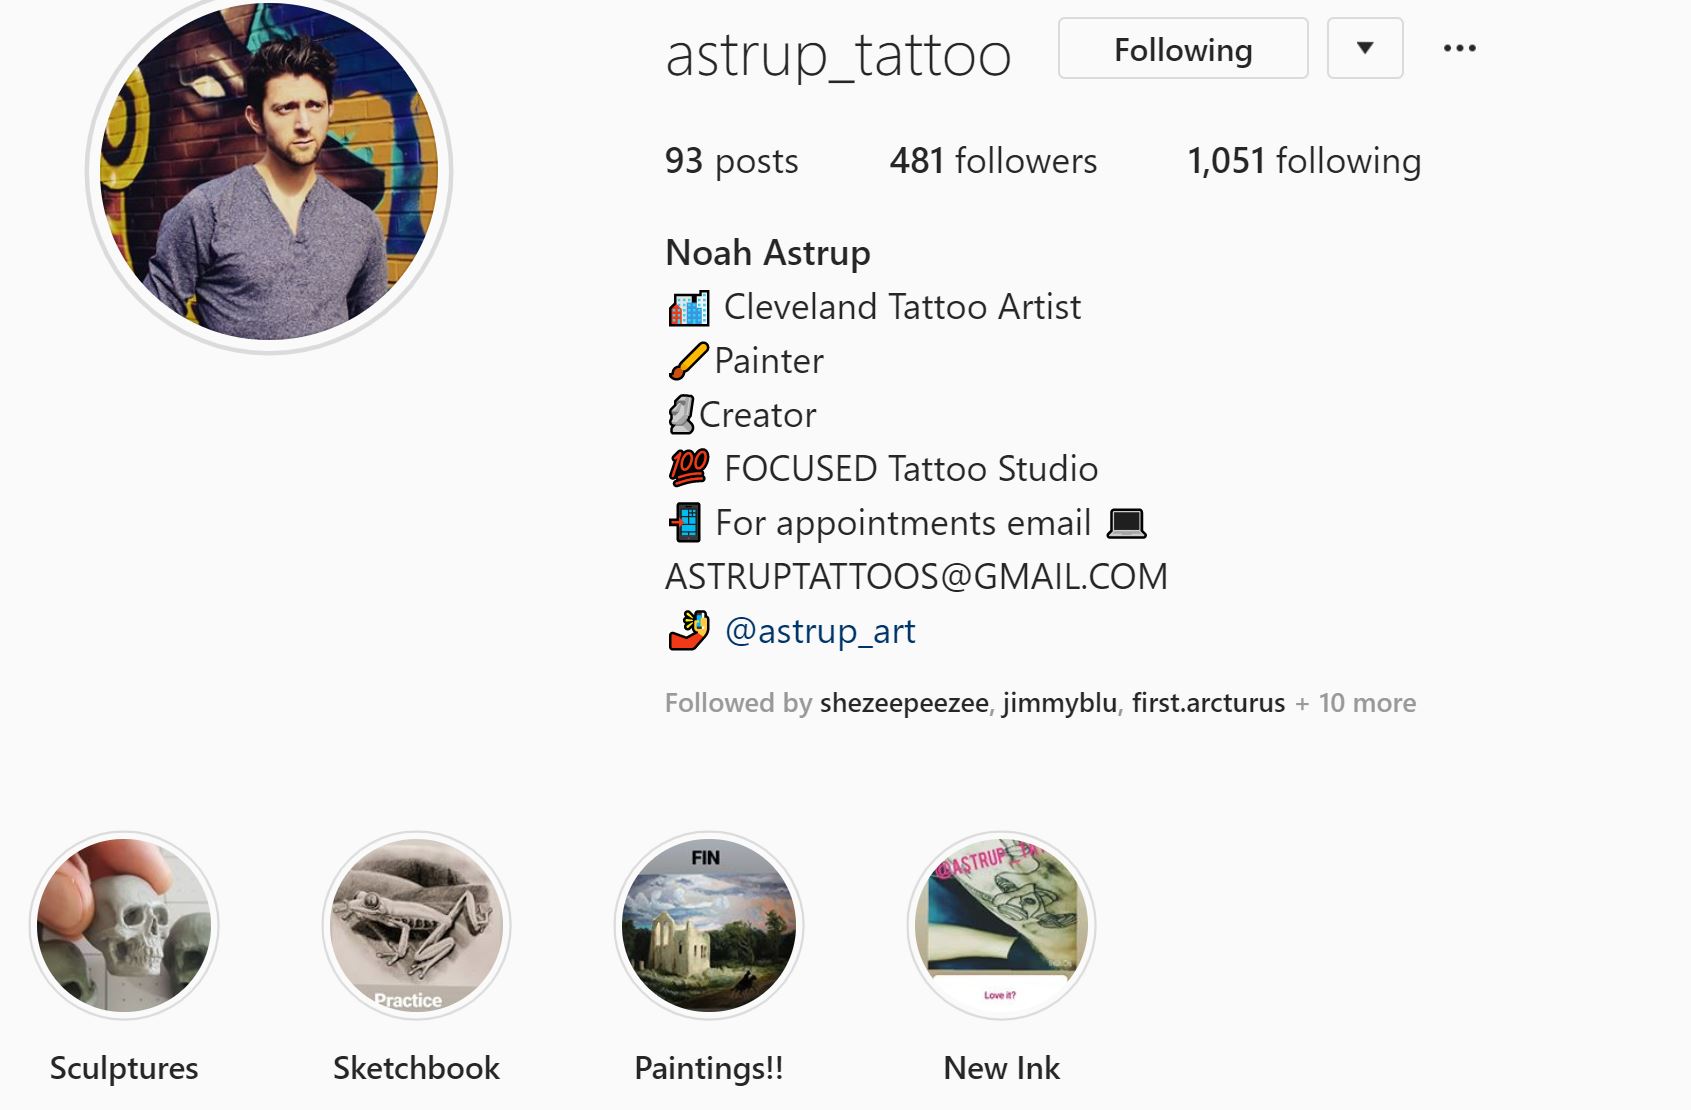 astrup_tattoo
Following
93 posts
481 followers
1,051 following
Noah Astrup
🏙️ Cleveland Tattoo Artist
🖌️Painter
🗿Creator
💯 FOCUSED Tattoo Studio
📲 For appointments email 💻
ASTRUPTATTOOS@GMAIL.COM
🤳 @astrup_art
Followed by shezeepeezee, jimmyblu, first.arcturus + 10 more
Practice
FIN
@ASTRUP_TA
Love it?
Sculptures
Sketchbook
Paintings!!
New Ink